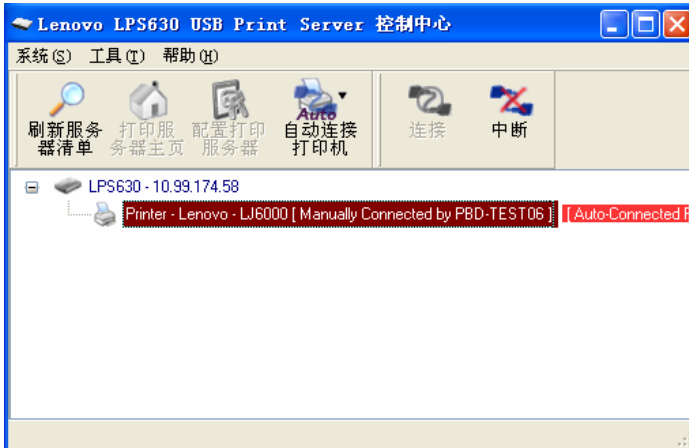 Lenovo LPS630 USB Print Server 控制中心
系统(S) 工具(T) 帮助(H)
刷新服务器清单
打印服务器主页
配置打印服务器
Auto
自动连接打印机
连接
中断
LPS630 - 10.99.174.58
Printer - Lenovo - LJ6000 [ Manually Connected by PBD-TEST06 ] [ Auto-Connected